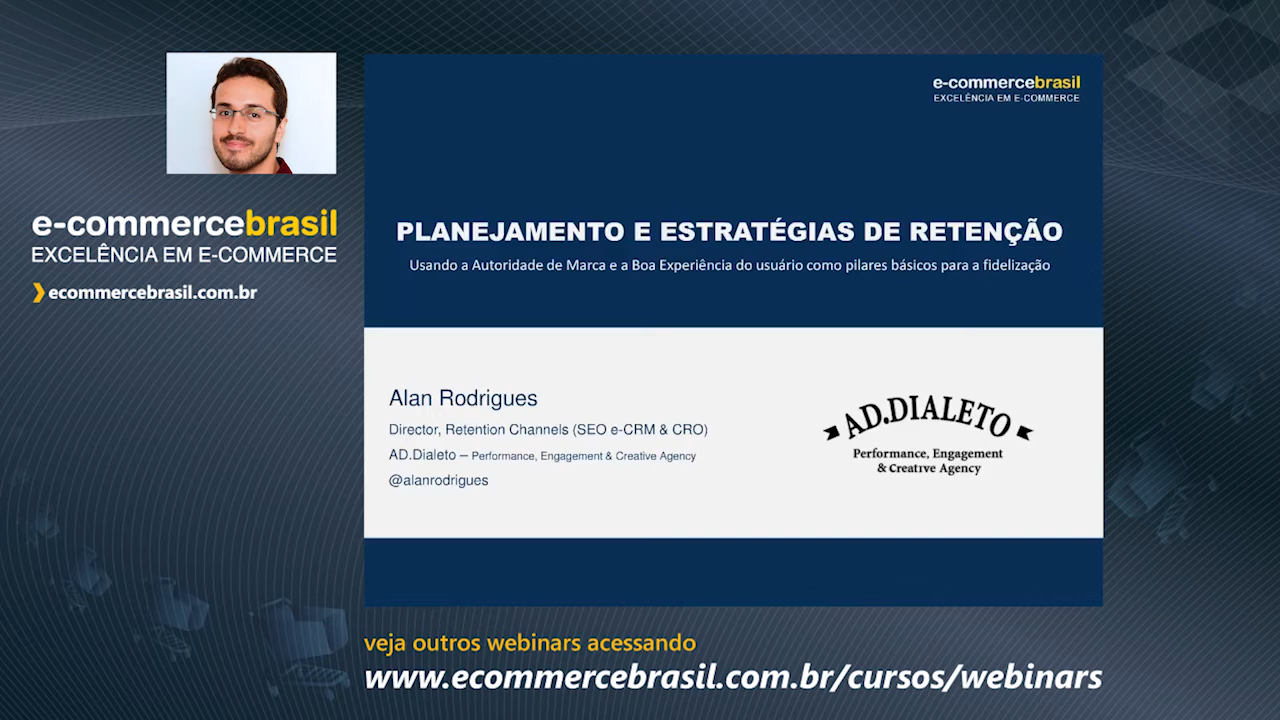 e-commercebrasil
EXCELÊNCIA EM E-COMMERCE
ecommercebrasil.com.br
e-commercebrasil
EXCELÊNCIA EM E-COMMERCE
PLANEJAMENTO E ESTRATÉGIAS DE RETENÇÃO
Usando a Autoridade de Marca e a Boa Experiência do usuário como pilares básicos para a fidelização
Alan Rodrigues
Director, Retention Channels (SEO e-CRM & CRO)
AD.Dialeto – Performance, Engagement & Creative Agency
@alanrodrigues
AD.DIALETO
Performance, Engagement
& Creative Agency
veja outros webinars acessando
www.ecommercebrasil.com.br/cursos/webinars